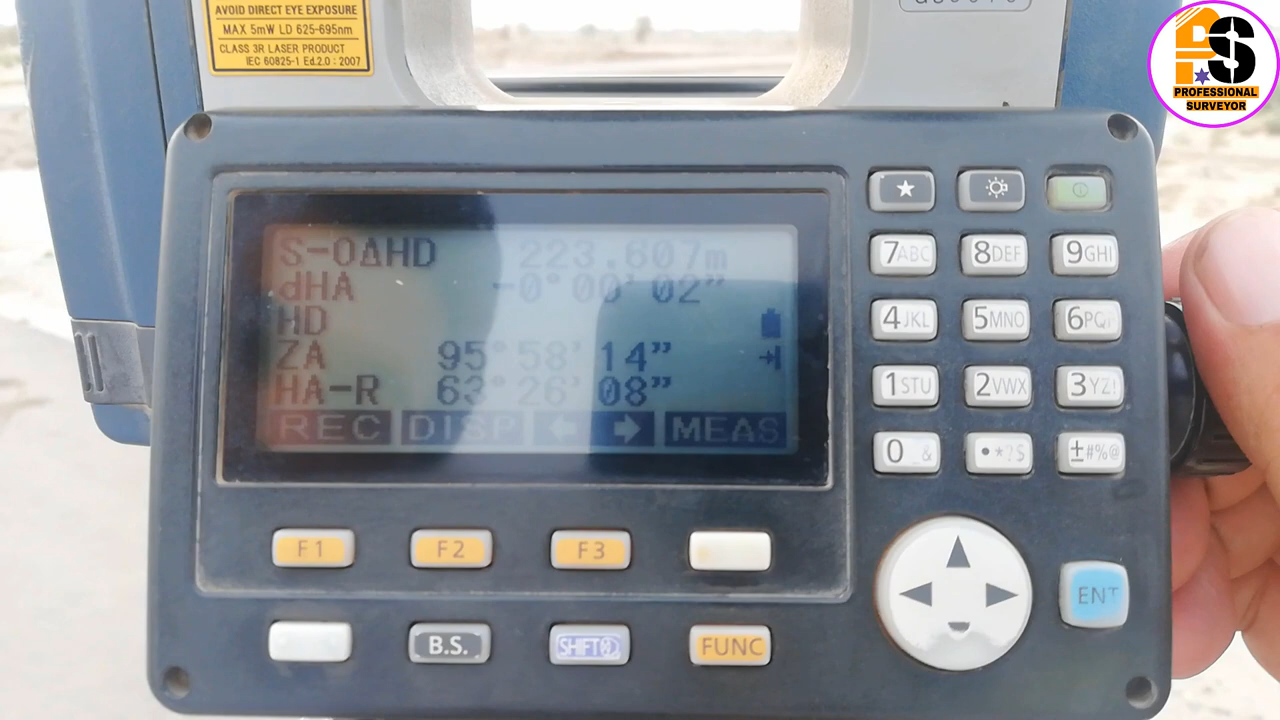 AVOID DIRECT EYE EXPOSURE
MAX 5mW LD 625-695nm
CLASS 3R LASER PRODUCT
IEC 60825-1 Ed.2.0 : 2007
PS
PROFESSIONAL
SURVEYOR
S-OΔHD 223.607m
dHA -0°00'02"
HD
ZA 95°58'14"
HA-R 63°26'08"
REC DISP ← → MEAS
★
7ABC 8DEF 9GHI
4JKL 5MNO 6PQR
1STU 2VWX 3YZ!
0_& •*?$ ±#%@
F1 F2 F3
ENT
B.S. SHIFT FUNC